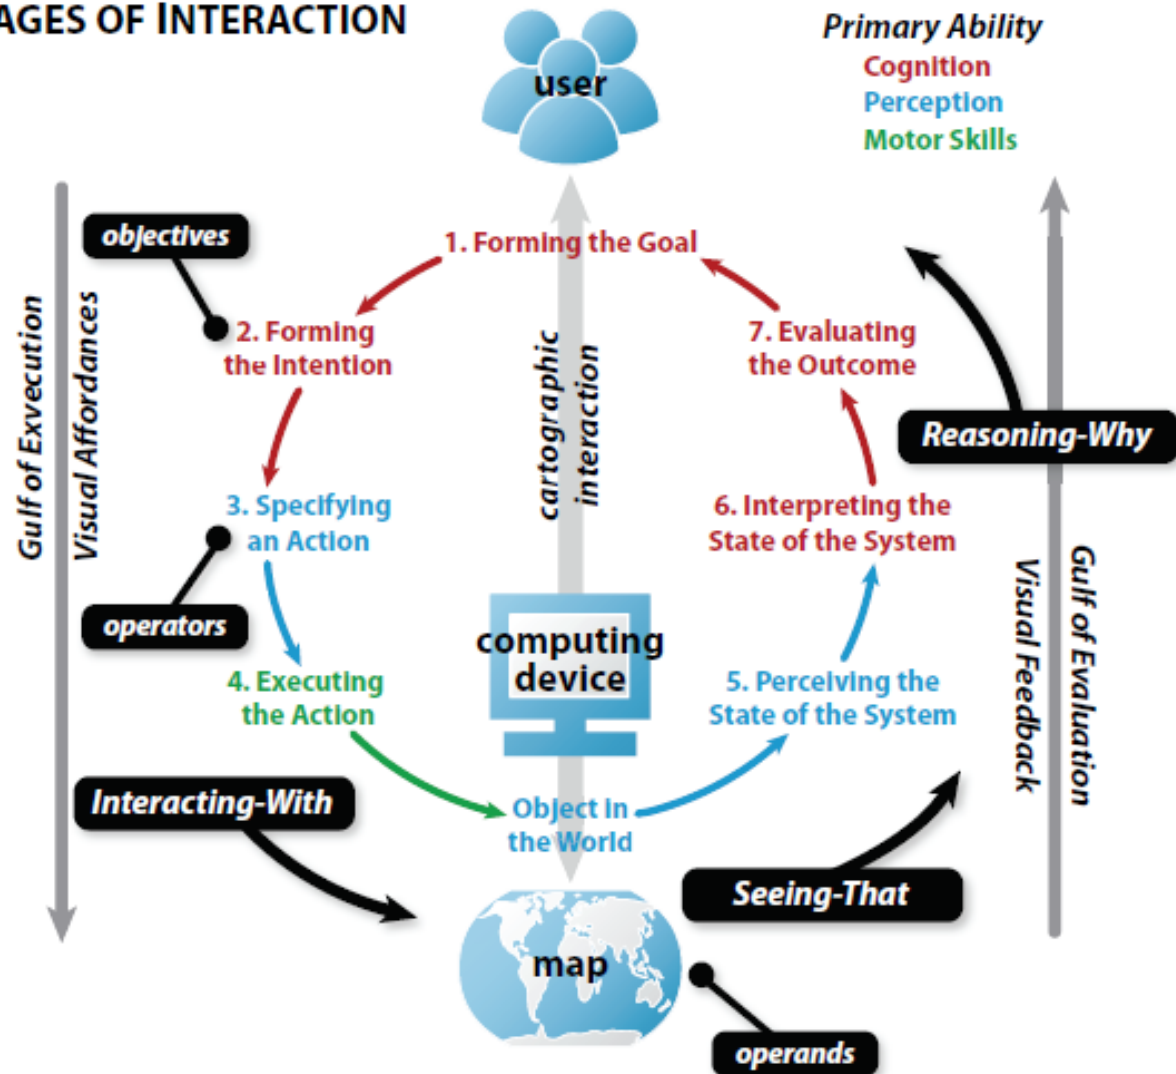 AGES OF INTERACTION
user
Primary Ability
Cognition
Perception
Motor Skills
objectives
1. Forming the Goal
2. Forming
the Intention
7. Evaluating
the Outcome
Gulf of Exvecution
Visual Affordances
cartographic
interaction
Reasoning-Why
3. Specifying
an Action
6. Interpreting the
State of the System
operators
computing
device
Gulf of Evaluation
Visual Feedback
4. Executing
the Action
5. Perceiving the
State of the System
Interacting-With
Object in
the World
Seeing-That
map
operands